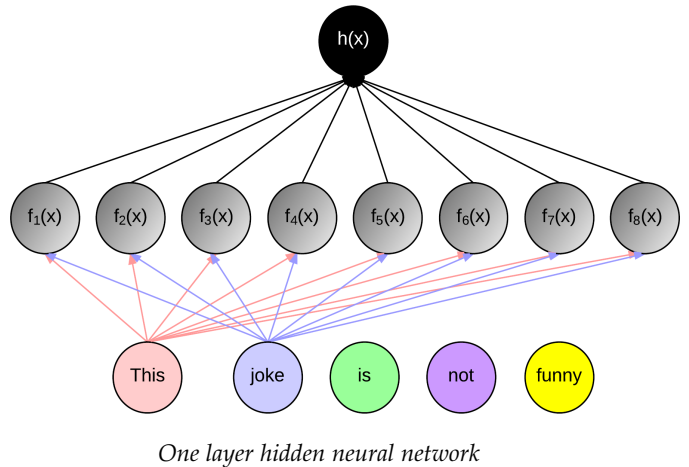 h(x)
f₁(x) f₂(x) f₃(x) f₄(x) f₅(x) f₆(x) f₇(x) f₈(x)
This joke is not funny
One layer hidden neural network